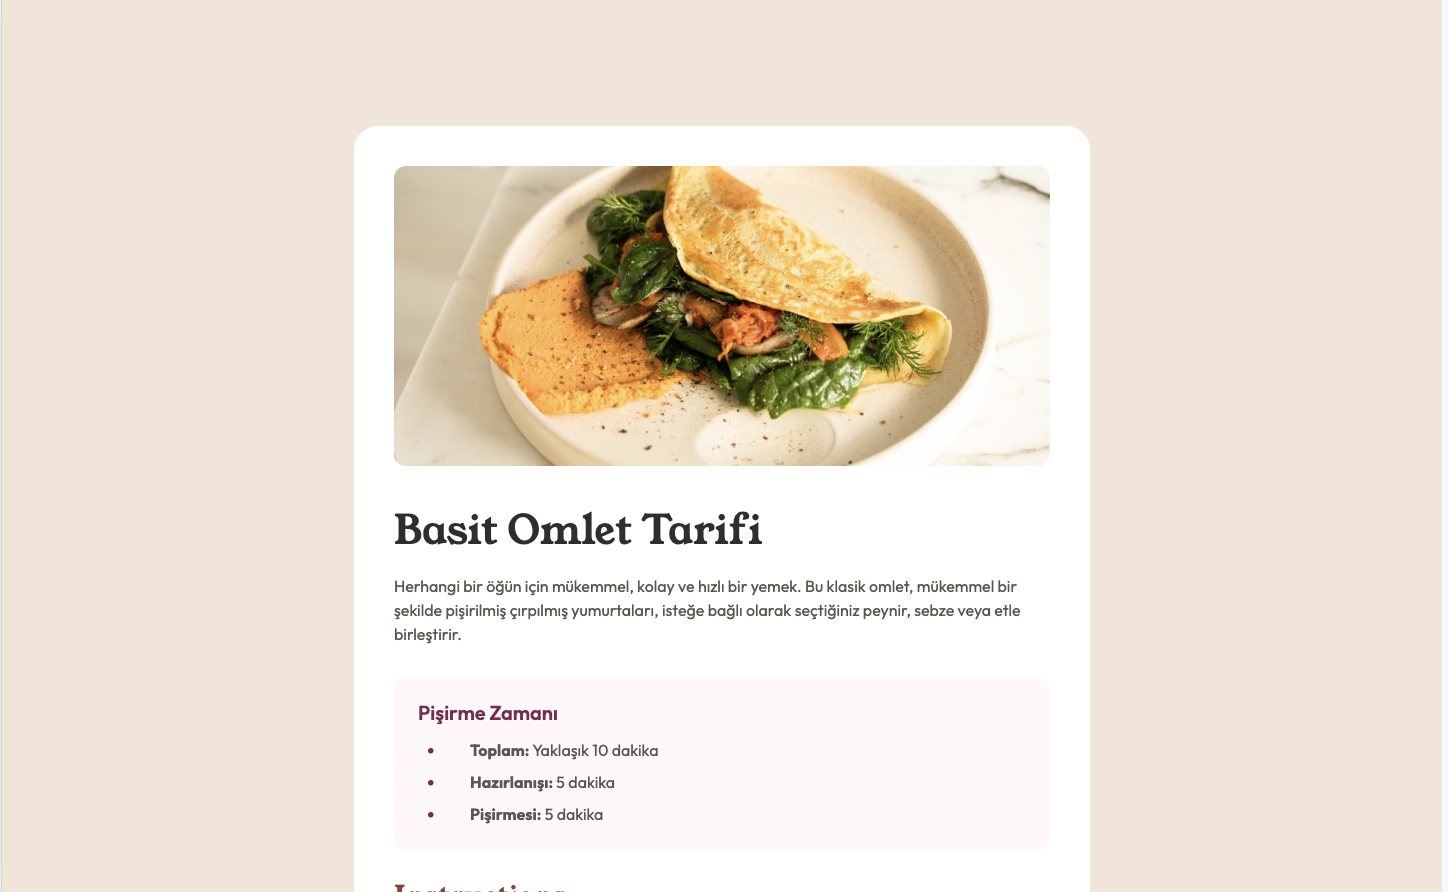 Basit Omlet Tarifi
Herhangi bir öğün için mükemmel, kolay ve hızlı bir yemek. Bu klasik omlet, mükemmel bir
şekilde pişirilmiş çırpılmış yumurtaları, isteğe bağlı olarak seçtiğiniz peynir, sebze veya etle
birleştirir.
Pişirme Zamanı
• Toplam: Yaklaşık 10 dakika
• Hazırlanışı: 5 dakika
• Pişirmesi: 5 dakika